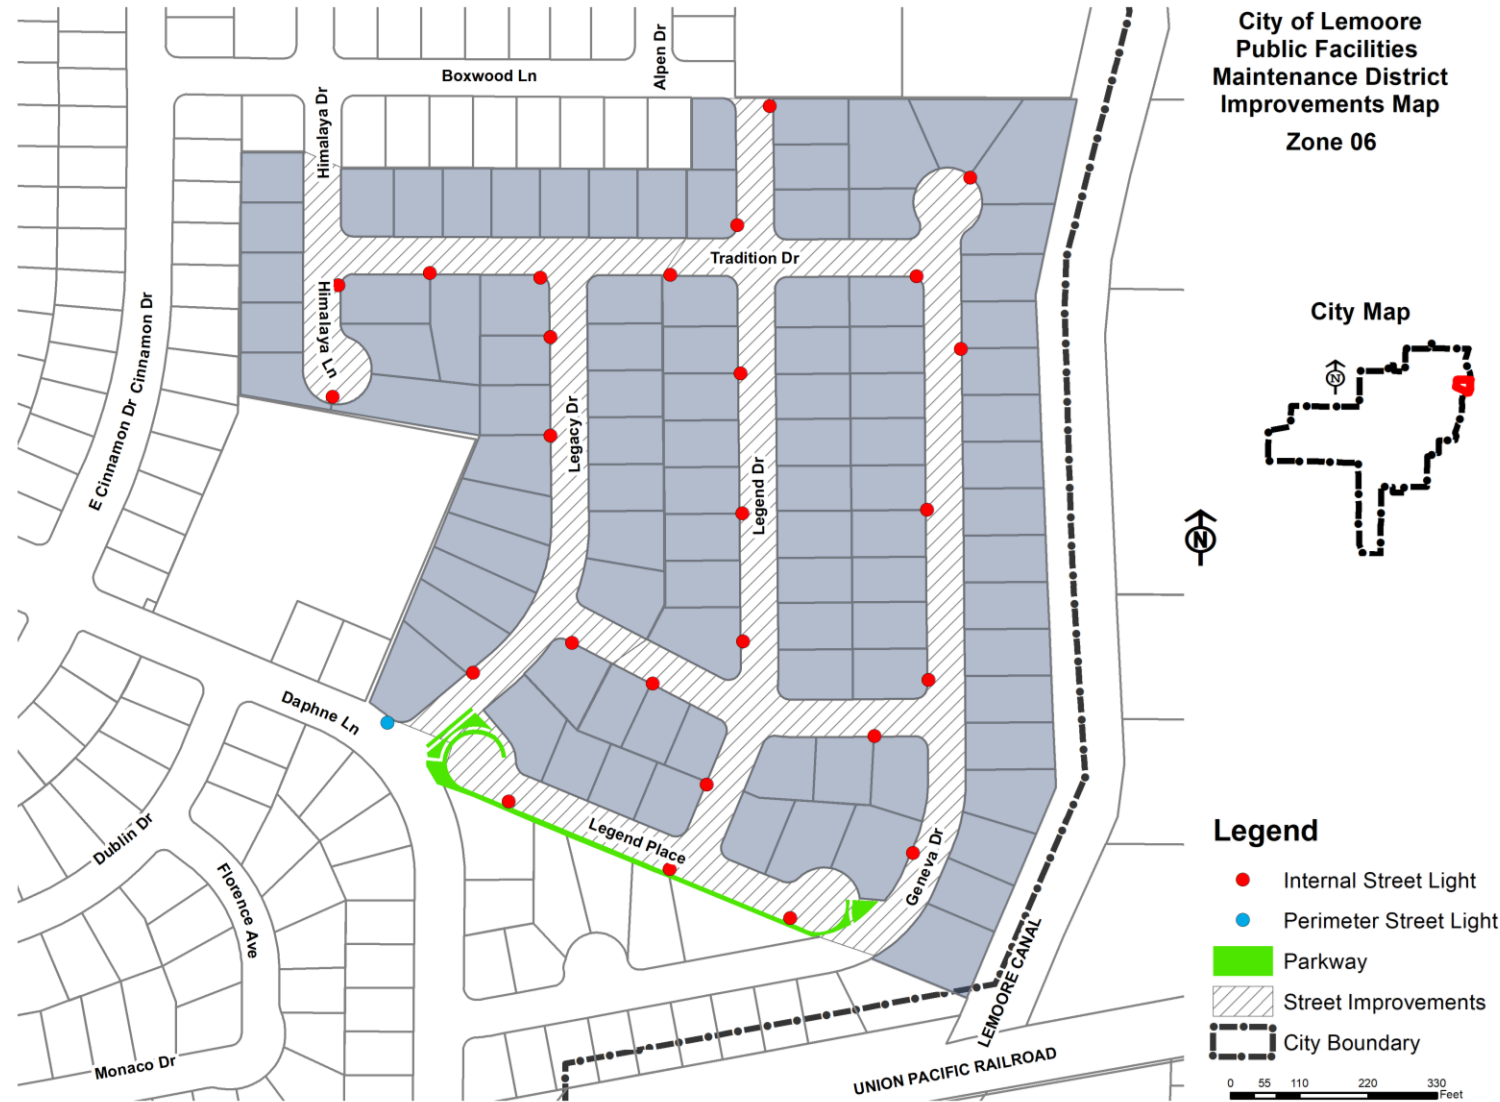 City of Lemoore
Public Facilities
Maintenance District
Improvements Map
Zone 06
Boxwood Ln
Alpen Dr
Himalaya Dr
Tradition Dr
Himalaya Ln
E Cinnamon Dr
Cinnamon Dr
Legacy Dr
Legend Dr
City Map
N
N
Daphne Ln
Legend Place
Geneva Dr
Dublin Dr
Florence Ave
Monaco Dr
LEMOORE CANAL
UNION PACIFIC RAILROAD
Legend
Internal Street Light
Perimeter Street Light
Parkway
Street Improvements
City Boundary
0 55 110 220 330
Feet